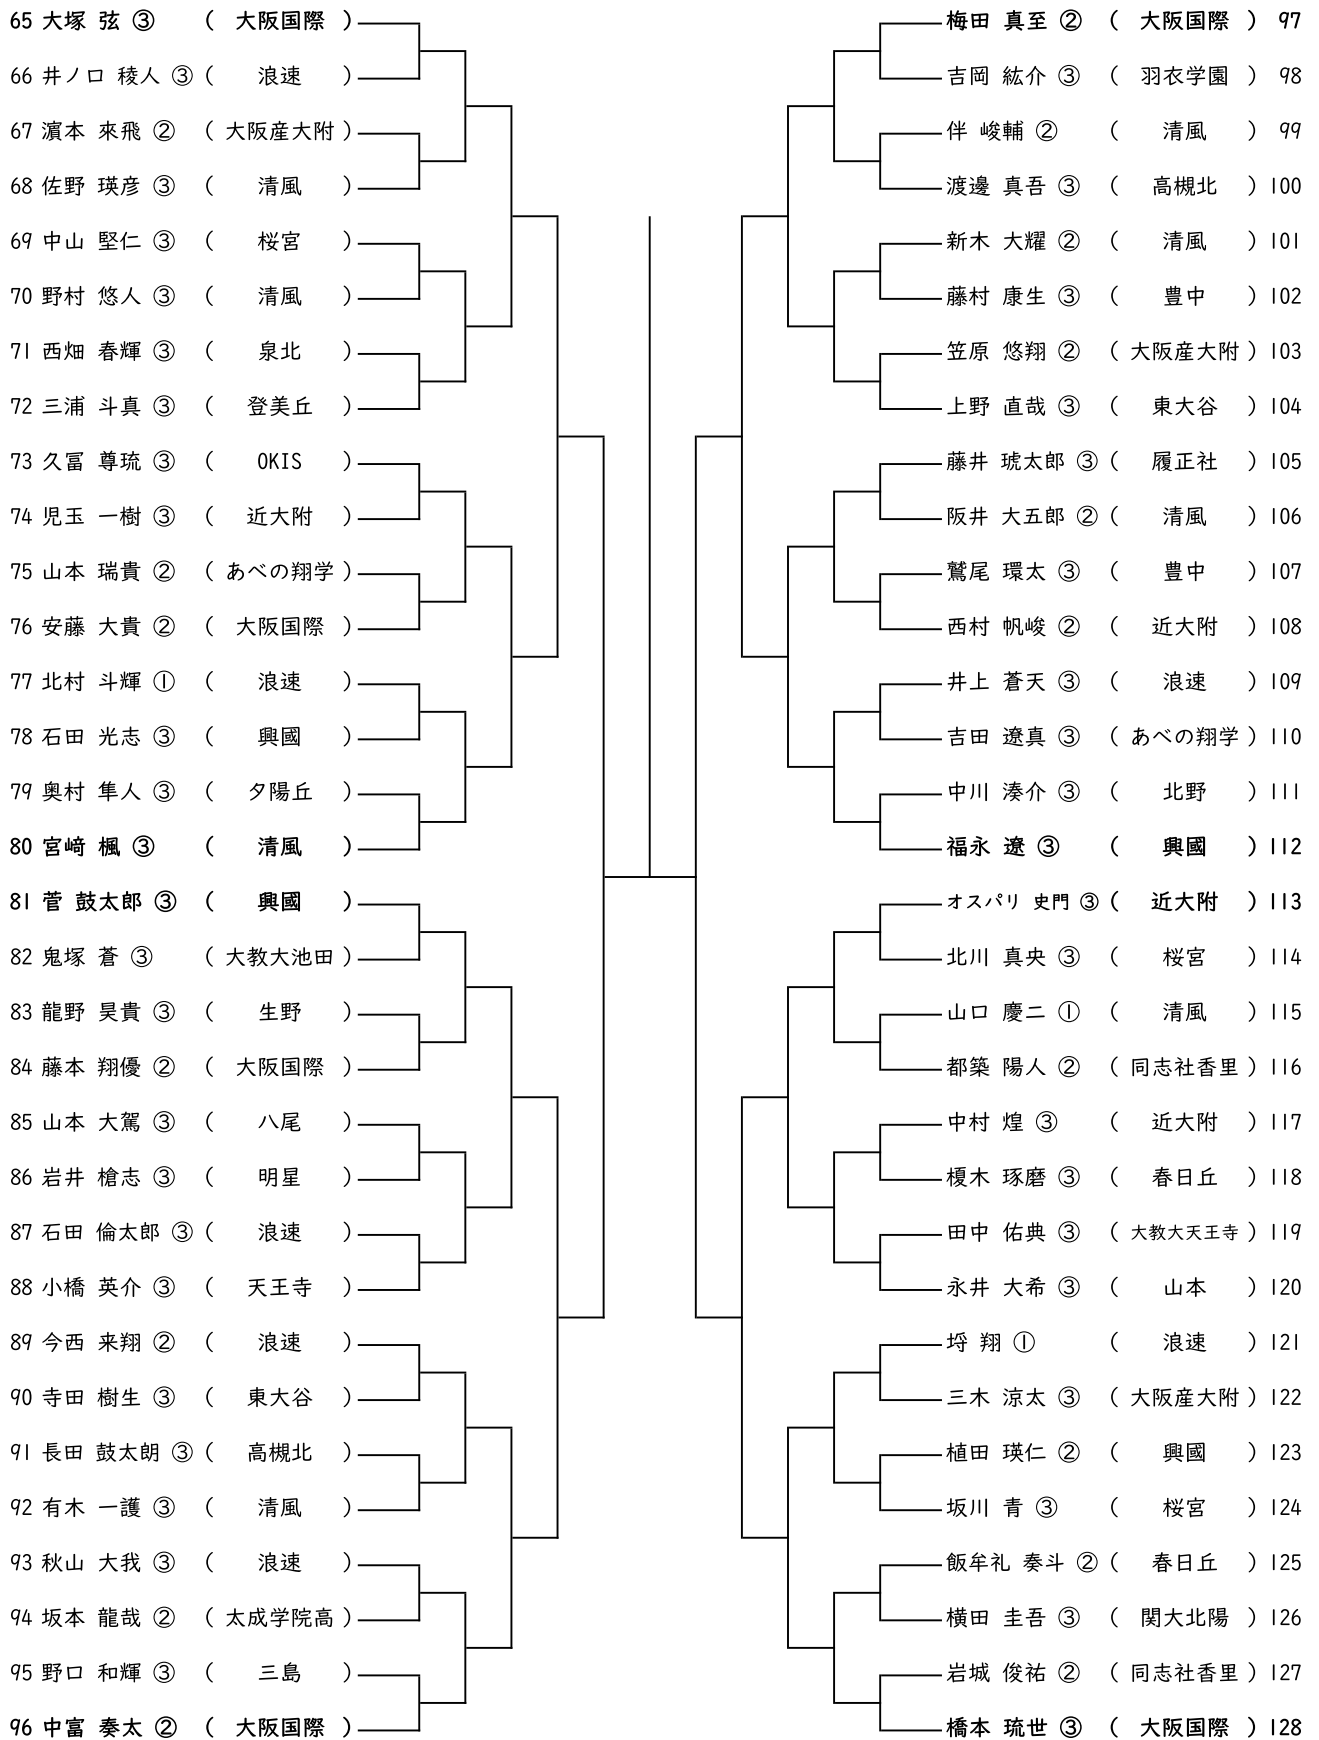 65 大塚 弦 ③ ( 大阪国際 )
66 井ノ口 稜人 ③ ( 浪速 )
67 濵本 來飛 ② ( 大阪産大附 )
68 佐野 瑛彦 ③ ( 清風 )
69 中山 堅仁 ③ ( 桜宮 )
70 野村 悠人 ③ ( 清風 )
71 西畑 春輝 ③ ( 泉北 )
72 三浦 斗真 ③ ( 登美丘 )
73 久冨 尊琉 ③ ( OKIS )
74 児玉 一樹 ③ ( 近大附 )
75 山本 瑞貴 ② ( あべの翔学 )
76 安藤 大貴 ② ( 大阪国際 )
77 北村 斗輝 ① ( 浪速 )
78 石田 光志 ③ ( 興國 )
79 奥村 隼人 ③ ( 夕陽丘 )
80 宮﨑 楓 ③ ( 清風 )
81 菅 鼓太郎 ③ ( 興國 )
82 鬼塚 蒼 ③ ( 大教大池田 )
83 龍野 昊貴 ③ ( 生野 )
84 藤本 翔優 ② ( 大阪国際 )
85 山本 大駕 ③ ( 八尾 )
86 岩井 槍志 ③ ( 明星 )
87 石田 倫太郎 ③ ( 浪速 )
88 小橋 英介 ③ ( 天王寺 )
89 今西 来翔 ② ( 浪速 )
90 寺田 樹生 ③ ( 東大谷 )
91 長田 鼓太朗 ③ ( 高槻北 )
92 有木 一護 ③ ( 清風 )
93 秋山 大我 ③ ( 浪速 )
94 坂本 龍哉 ② ( 太成学院高 )
95 野口 和輝 ③ ( 三島 )
96 中富 奏太 ② ( 大阪国際 )
梅田 真至 ② ( 大阪国際 ) 97
吉岡 紘介 ③ ( 羽衣学園 ) 98
伴 峻輔 ② ( 清風 ) 99
渡邊 真吾 ③ ( 高槻北 ) 100
新木 大耀 ② ( 清風 ) 101
藤村 康生 ③ ( 豊中 ) 102
笠原 悠翔 ② ( 大阪産大附 ) 103
上野 直哉 ③ ( 東大谷 ) 104
藤井 琥太郎 ③ ( 履正社 ) 105
阪井 大五郎 ② ( 清風 ) 106
鷲尾 環太 ③ ( 豊中 ) 107
西村 帆峻 ② ( 近大附 ) 108
井上 蒼天 ③ ( 浪速 ) 109
吉田 遼真 ③ ( あべの翔学 ) 110
中川 湊介 ③ ( 北野 ) 111
福永 遼 ③ ( 興國 ) 112
オスパリ 史門 ③ ( 近大附 ) 113
北川 真央 ③ ( 桜宮 ) 114
山口 慶二 ① ( 清風 ) 115
都築 陽人 ② ( 同志社香里 ) 116
中村 煌 ③ ( 近大附 ) 117
榎木 琢磨 ③ ( 春日丘 ) 118
田中 佑典 ③ ( 大教大天王寺 ) 119
永井 大希 ③ ( 山本 ) 120
埒 翔 ① ( 浪速 ) 121
三木 涼太 ③ ( 大阪産大附 ) 122
植田 瑛仁 ② ( 興國 ) 123
坂川 青 ③ ( 桜宮 ) 124
飯牟礼 奏斗 ② ( 春日丘 ) 125
横田 圭吾 ③ ( 関大北陽 ) 126
岩城 俊祐 ② ( 同志社香里 ) 127
橋本 琉世 ③ ( 大阪国際 ) 128